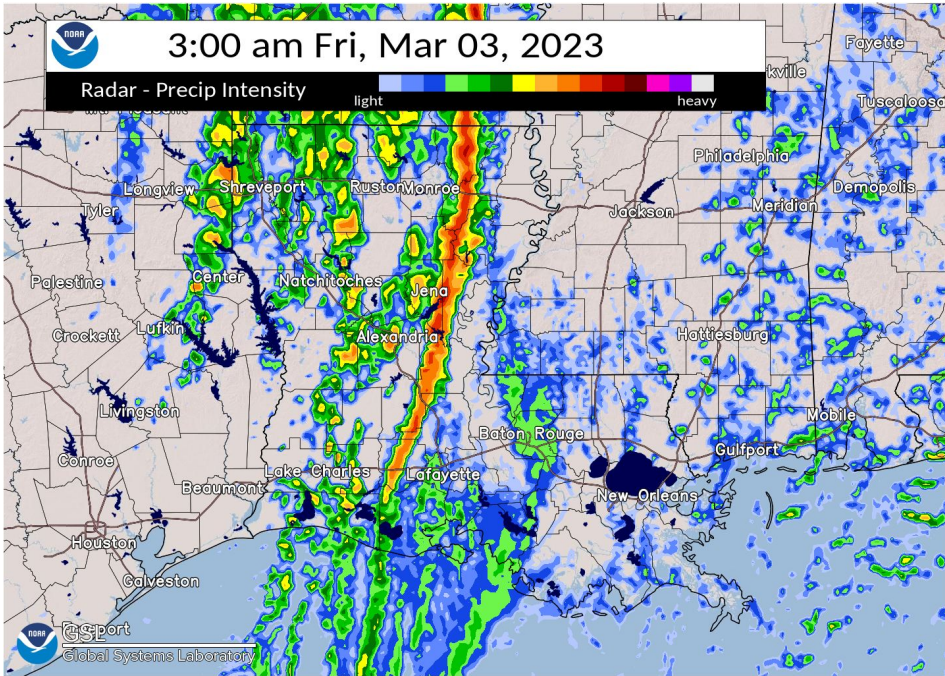 NOAA
3:00 am Fri, Mar 03, 2023
Radar - Precip Intensity
light
heavy
Fayette
kville
Tuscaloosa
Philadelphia
Longview
Shreveport
Ruston
Monroe
Demopolis
Tyler
Jackson
Meridian
Palestine
Center
Natchitoches
Jena
Crockett
Lufkin
Alexandria
Hattiesburg
Livingston
Mobile
Baton Rouge
Gulfport
Conroe
Lake Charles
Lafayette
Beaumont
New Orleans
Houston
Galveston
NOAA
GSL
Global Systems Laboratory